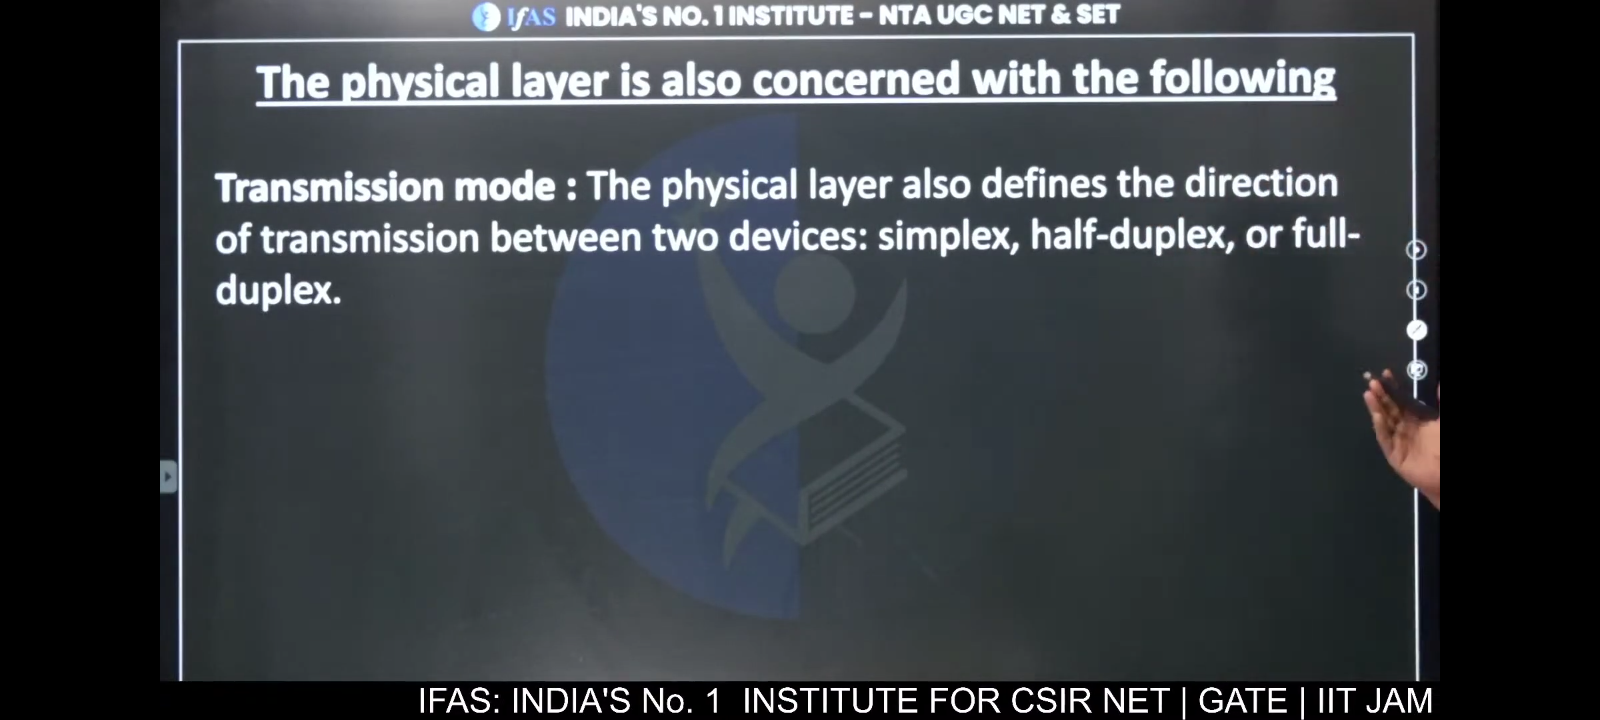 IfAS INDIA'S NO. 1 INSTITUTE – NTA UGC NET & SET
The physical layer is also concerned with the following
Transmission mode : The physical layer also defines the direction
of transmission between two devices: simplex, half-duplex, or full-
duplex.
IFAS: INDIA'S No. 1 INSTITUTE FOR CSIR NET | GATE | IIT JAM